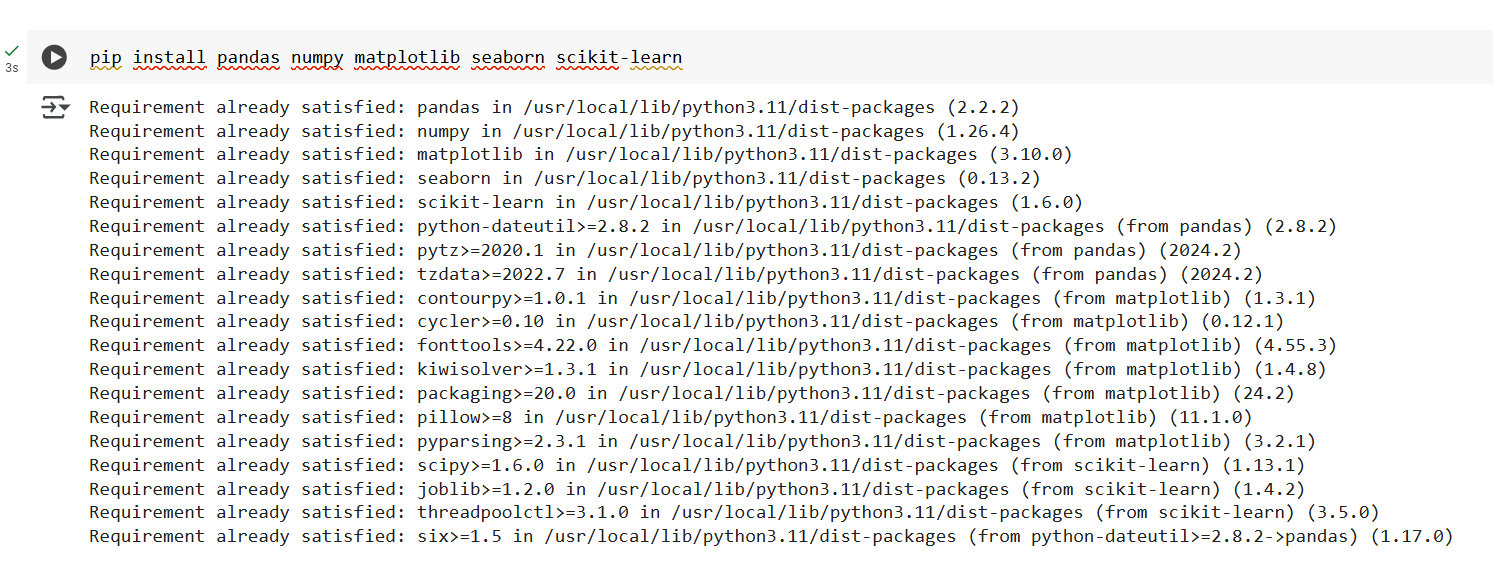 pip install pandas numpy matplotlib seaborn scikit-learn
3s
Requirement already satisfied: pandas in /usr/local/lib/python3.11/dist-packages (2.2.2)
Requirement already satisfied: numpy in /usr/local/lib/python3.11/dist-packages (1.26.4)
Requirement already satisfied: matplotlib in /usr/local/lib/python3.11/dist-packages (3.10.0)
Requirement already satisfied: seaborn in /usr/local/lib/python3.11/dist-packages (0.13.2)
Requirement already satisfied: scikit-learn in /usr/local/lib/python3.11/dist-packages (1.6.0)
Requirement already satisfied: python-dateutil>=2.8.2 in /usr/local/lib/python3.11/dist-packages (from pandas) (2.8.2)
Requirement already satisfied: pytz>=2020.1 in /usr/local/lib/python3.11/dist-packages (from pandas) (2024.2)
Requirement already satisfied: tzdata>=2022.7 in /usr/local/lib/python3.11/dist-packages (from pandas) (2024.2)
Requirement already satisfied: contourpy>=1.0.1 in /usr/local/lib/python3.11/dist-packages (from matplotlib) (1.3.1)
Requirement already satisfied: cycler>=0.10 in /usr/local/lib/python3.11/dist-packages (from matplotlib) (0.12.1)
Requirement already satisfied: fonttools>=4.22.0 in /usr/local/lib/python3.11/dist-packages (from matplotlib) (4.55.3)
Requirement already satisfied: kiwisolver>=1.3.1 in /usr/local/lib/python3.11/dist-packages (from matplotlib) (1.4.8)
Requirement already satisfied: packaging>=20.0 in /usr/local/lib/python3.11/dist-packages (from matplotlib) (24.2)
Requirement already satisfied: pillow>=8 in /usr/local/lib/python3.11/dist-packages (from matplotlib) (11.1.0)
Requirement already satisfied: pyparsing>=2.3.1 in /usr/local/lib/python3.11/dist-packages (from matplotlib) (3.2.1)
Requirement already satisfied: scipy>=1.6.0 in /usr/local/lib/python3.11/dist-packages (from scikit-learn) (1.13.1)
Requirement already satisfied: joblib>=1.2.0 in /usr/local/lib/python3.11/dist-packages (from scikit-learn) (1.4.2)
Requirement already satisfied: threadpoolctl>=3.1.0 in /usr/local/lib/python3.11/dist-packages (from scikit-learn) (3.5.0)
Requirement already satisfied: six>=1.5 in /usr/local/lib/python3.11/dist-packages (from python-dateutil>=2.8.2->pandas) (1.17.0)